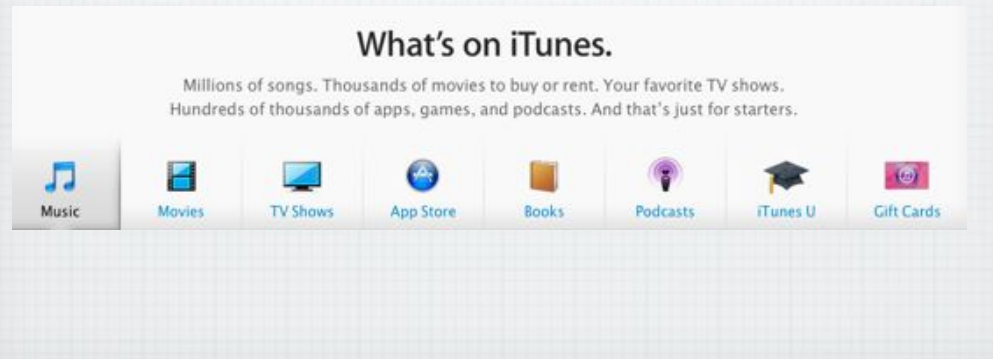 What's on iTunes.
Millions of songs. Thousands of movies to buy or rent. Your favorite TV shows.
Hundreds of thousands of apps, games, and podcasts. And that's just for starters.
Music Movies TV Shows App Store Books Podcasts iTunes U Gift Cards